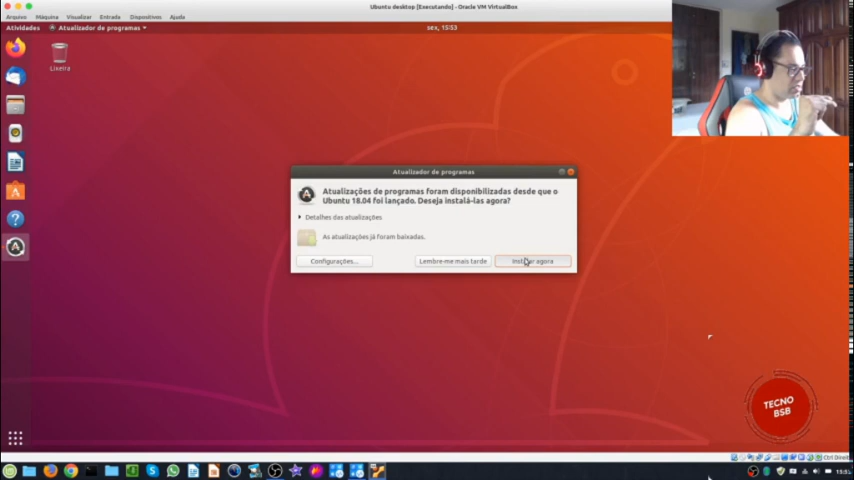 Ubuntu desktop [Executando] - Oracle VM VirtualBox
Arquivo Máquina Visualizar Entrada Dispositivos Ajuda
Atividades Atualizador de programas sex, 15:53
Lixeira
Atualizador de programas
Atualizações de programas foram disponibilizadas desde que o
Ubuntu 18.04 foi lançado. Deseja instalá-las agora?
Detalhes das atualizações
As atualizações já foram baixadas.
Configurações... Lembre-me mais tarde Instalar agora
TECNO
BSB
Ctrl Direito